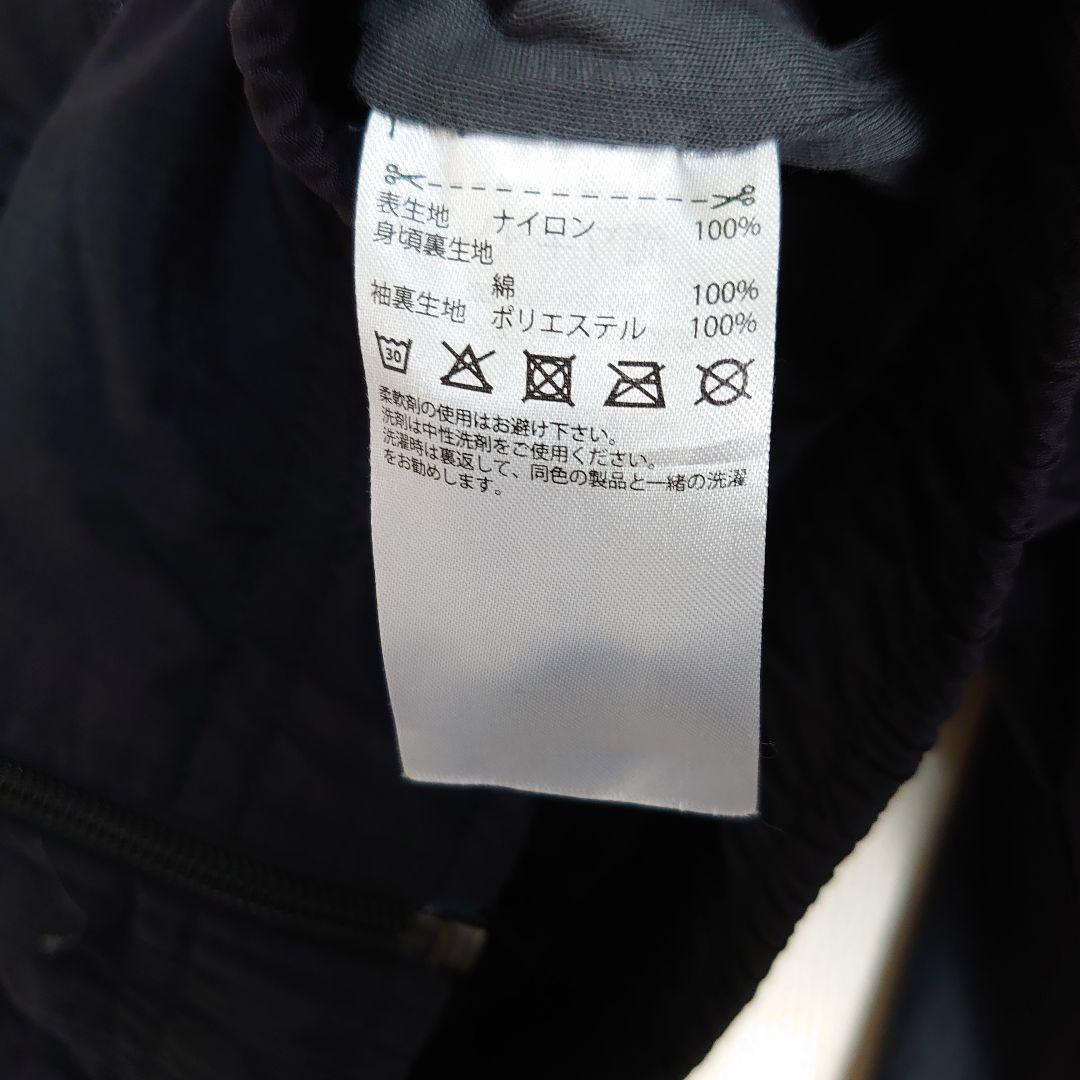 表生地 ナイロン 100%
身頃裏生地
綿 100%
袖裏生地 ポリエステル 100%
30
柔軟剤の使用はお避け下さい。
洗剤は中性洗剤をご使用ください。
洗濯時は裏返して、同色の製品と一緒の洗濯
をお勧めします。